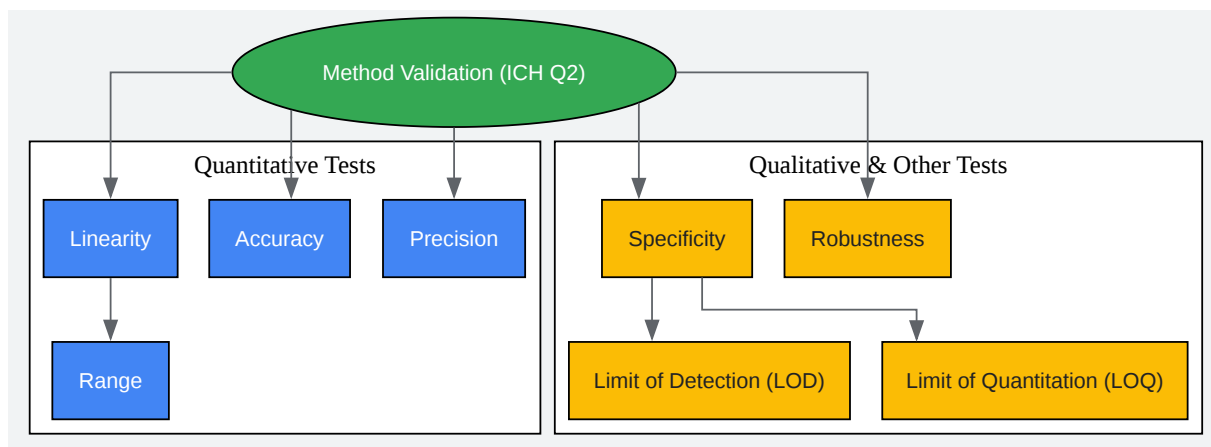 Method Validation (ICH Q2)
Quantitative Tests
Qualitative & Other Tests
Linearity
Accuracy
Precision
Specificity
Robustness
Range
Limit of Detection (LOD)
Limit of Quantitation (LOQ)